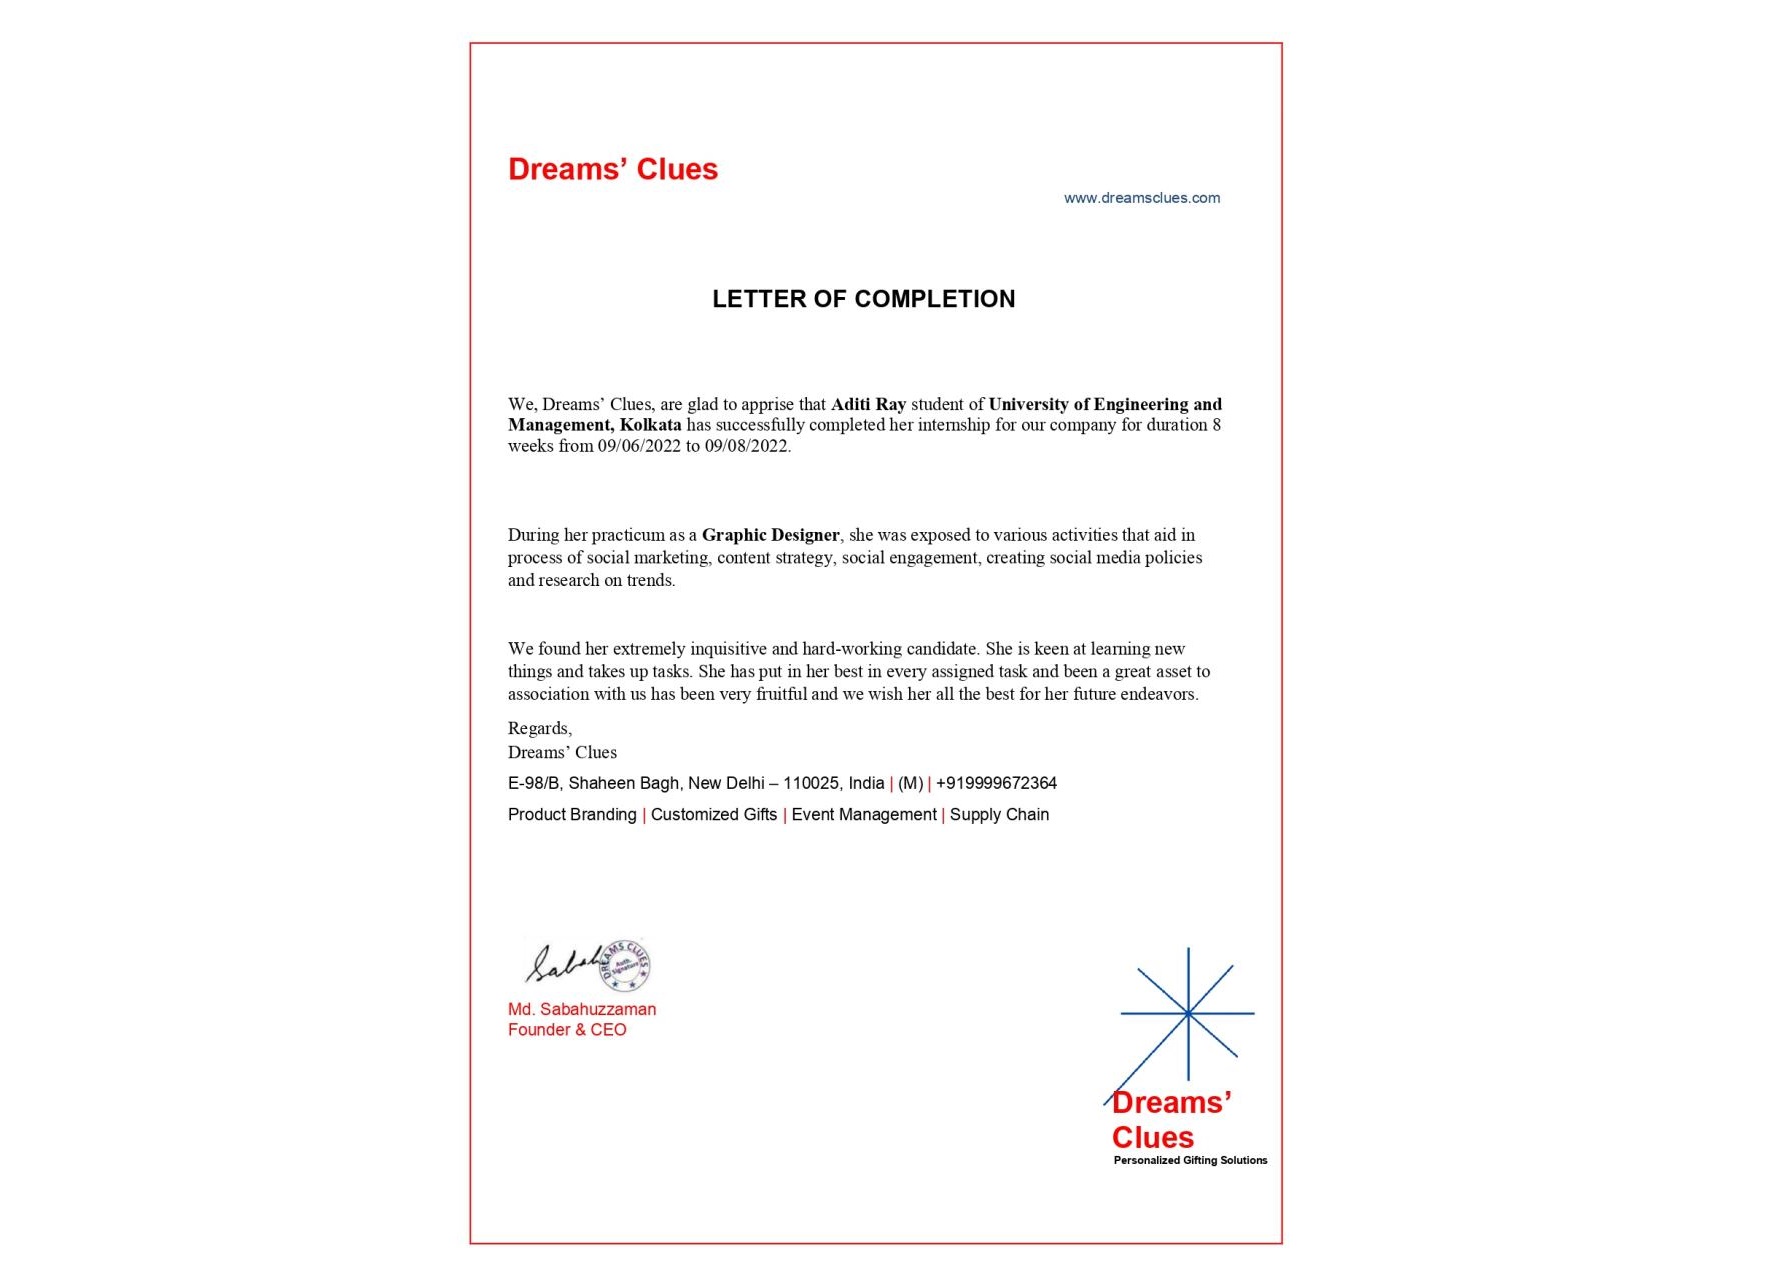 Dreams’ Clues
www.dreamsclues.com
LETTER OF COMPLETION
We, Dreams’ Clues, are glad to apprise that Aditi Ray student of University of Engineering and
Management, Kolkata has successfully completed her internship for our company for duration 8
weeks from 09/06/2022 to 09/08/2022.
During her practicum as a Graphic Designer, she was exposed to various activities that aid in
process of social marketing, content strategy, social engagement, creating social media policies
and research on trends.
We found her extremely inquisitive and hard-working candidate. She is keen at learning new
things and takes up tasks. She has put in her best in every assigned task and been a great asset to
association with us has been very fruitful and we wish her all the best for her future endeavors.
Regards,
Dreams’ Clues
E-98/B, Shaheen Bagh, New Delhi – 110025, India | (M) | +919999672364
Product Branding | Customized Gifts | Event Management | Supply Chain
Sabah
DREAMS CLUES
Auth.
Signature
Md. Sabahuzzaman
Founder & CEO
Dreams’
Clues
Personalized Gifting Solutions